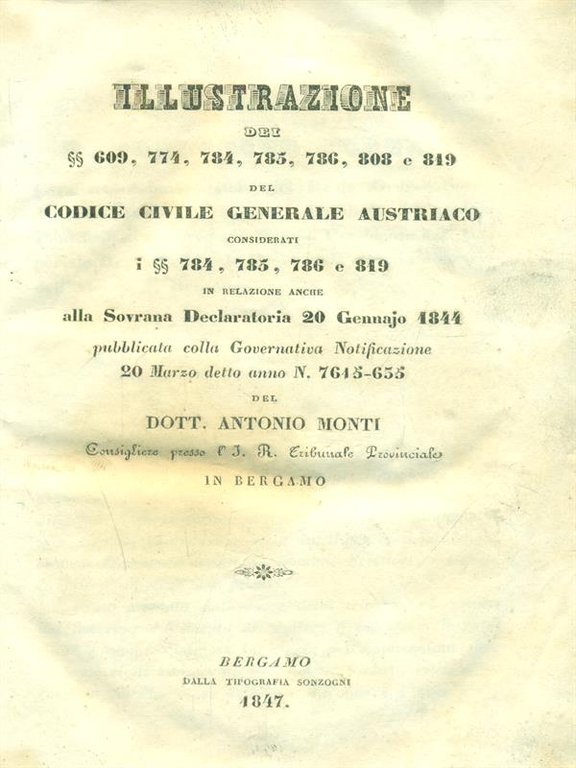 ILLUSTRAZIONE
DEI
§§ 609, 774, 784, 785, 786, 808 e 819
DEL
CODICE CIVILE GENERALE AUSTRIACO
CONSIDERATI
i §§ 784, 785, 786 e 819
IN RELAZIONE ANCHE
alla Sovrana Declaratoria 20 Gennajo 1844
pubblicata colla Governativa Notificazione
20 Marzo detto anno N. 7615-655
DEL
DOTT. ANTONIO MONTI
Consigliere presso l'I. R. Tribunale Provinciale
IN BERGAMO
BERGAMO
DALLA TIPOGRAFIA SONZOGNI
1847.